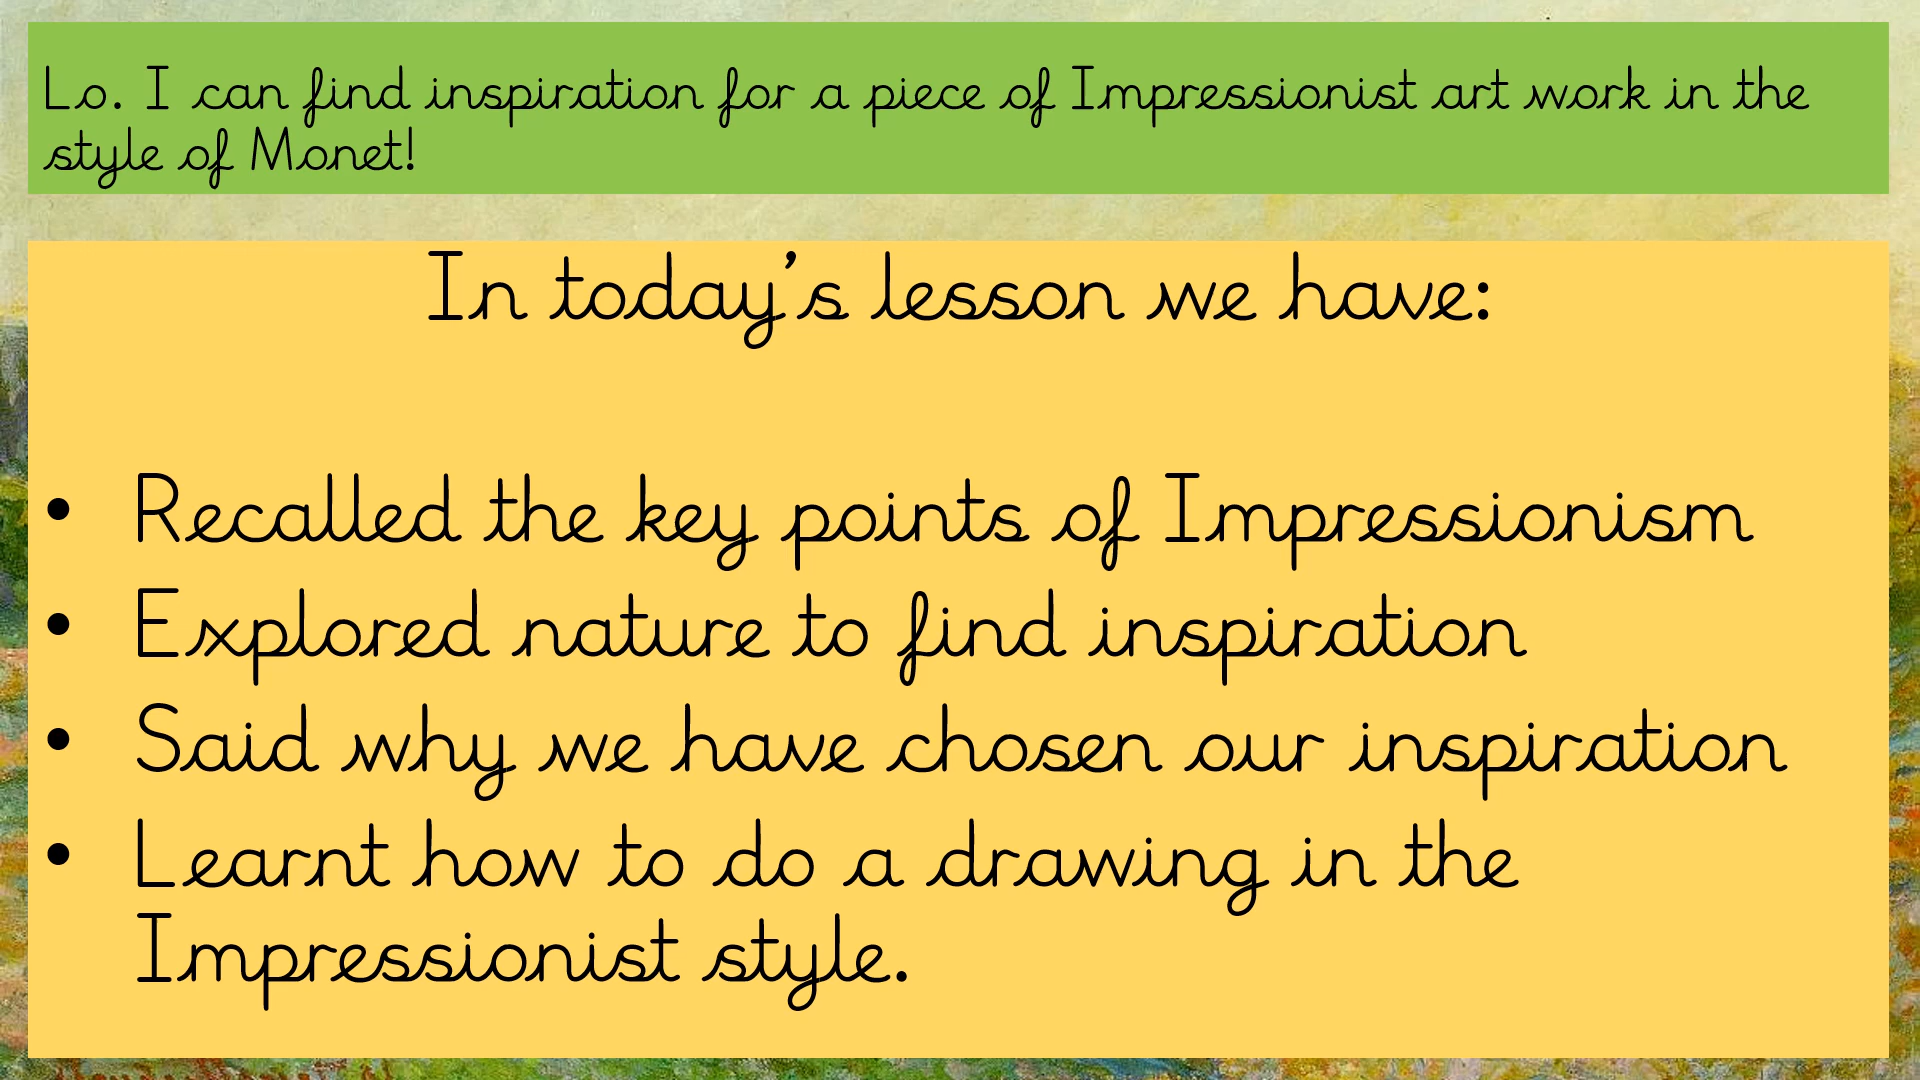 Lo. I can find inspiration for a piece of Impressionist art work in the
style of Monet!
In today’s lesson we have:
• Recalled the key points of Impressionism
• Explored nature to find inspiration
• Said why we have chosen our inspiration
• Learnt how to do a drawing in the
Impressionist style.